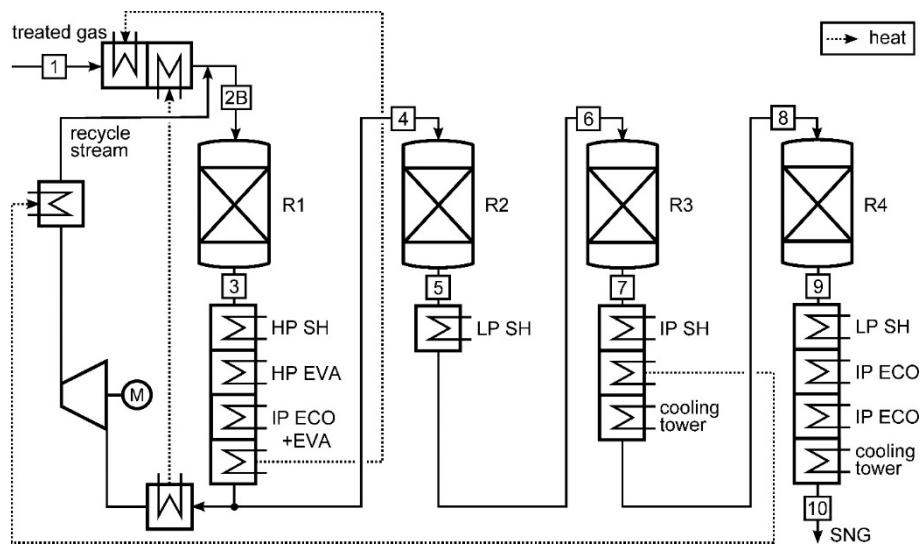 treated gas
1
heat
2B
4
6
8
recycle
stream
R1
R2
R3
R4
3
5
7
9
HP SH
LP SH
IP SH
LP SH
HP EVA
IP ECO
M
IP ECO
+EVA
cooling
tower
IP ECO
cooling
tower
10
SNG